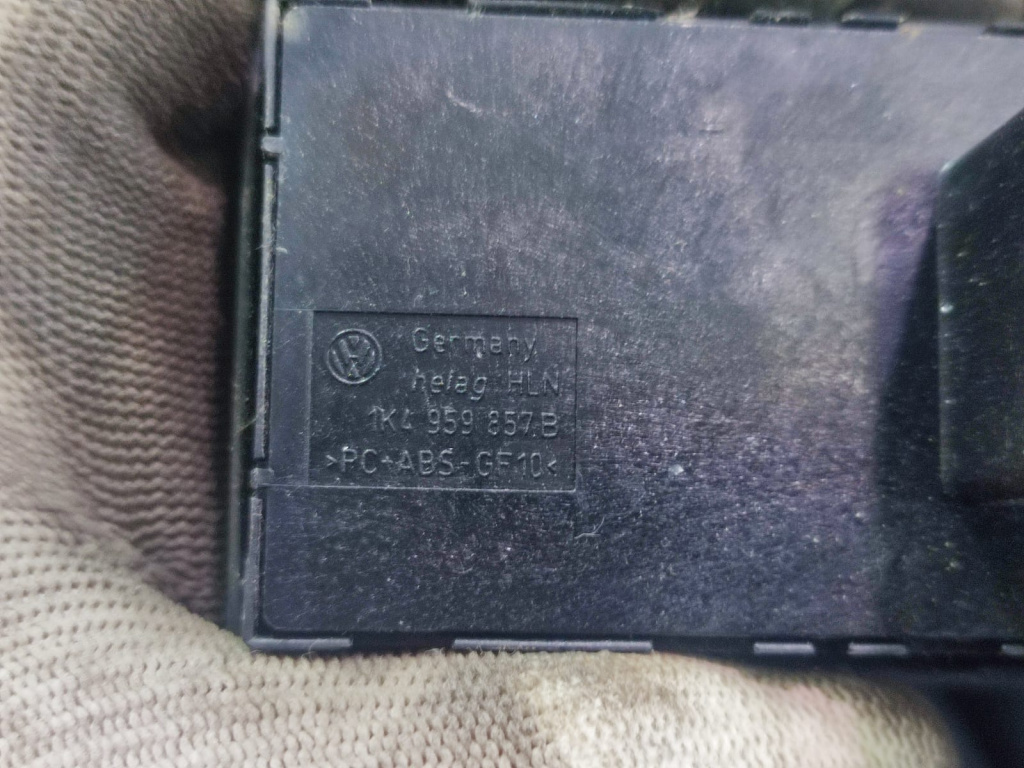 Germany
helag HLN
1K4 959 857 B
>PC+ABS-GF10<